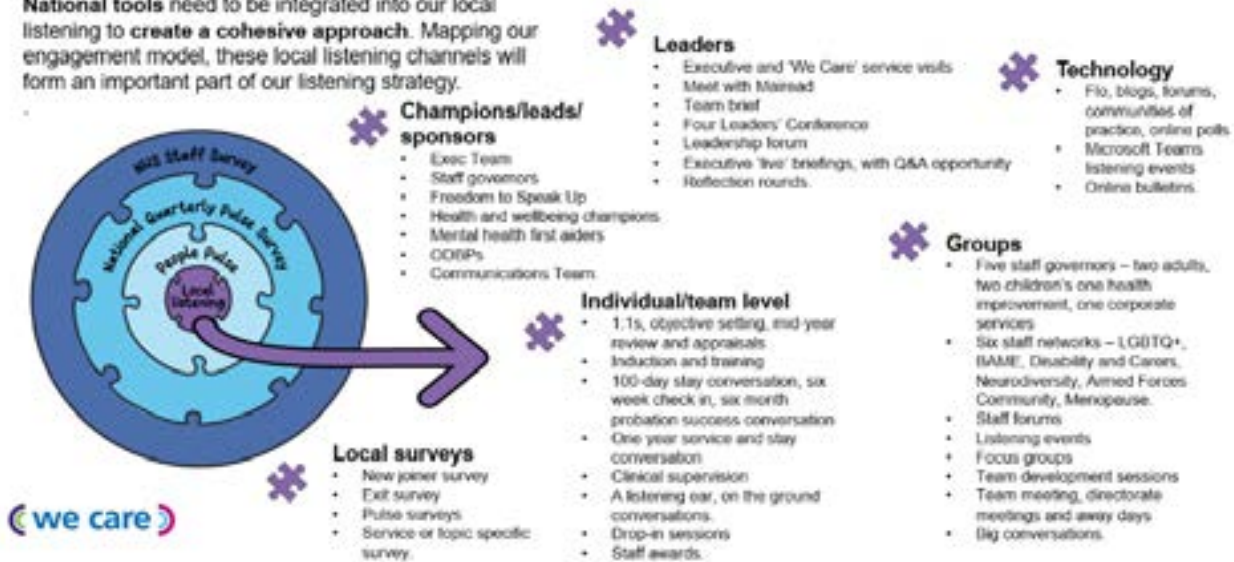 National tools need to be integrated into our local
listening to create a cohesive approach. Mapping our
engagement model, these local listening channels will
form an important part of our listening strategy.
.
NHS Staff Survey
National Quarterly Pulse Survey
People Pulse
Local
listening
Champions/leads/
sponsors
• Exec Team
• Staff governors
• Freedom to Speak Up
• Health and wellbeing champions
• Mental health first aiders
• ODBPs
• Communications Team
Leaders
• Executive and 'We Care' service visits
• Meet with Mairead
• Team brief
• Four Leaders' Conference
• Leadership forum
• Executive 'live' briefings, with Q&A opportunity
• Reflection rounds.
Technology
• Flo, blogs, forums,
communities of
practice, online polls
• Microsoft Teams
listening events
• Online bulletins.
Individual/team level
• 1:1s, objective setting, mid-year
review and appraisals
• Induction and training
• 100-day stay conversation, six
week check in, six month
probation success conversation
• One year service and stay
conversation
• Clinical supervision
• A listening ear, on the ground
conversations.
• Drop-in sessions
• Staff awards.
Groups
• Five staff governors – two adults,
two children's one health
improvement, one corporate
services
• Six staff networks – LGBTQ+,
BAME, Disability and Carers,
Neurodiversity, Armed Forces
Community, Menopause.
• Staff forums
• Listening events
• Focus groups
• Team development sessions
• Team meeting, directorate
meetings and away days
• Big conversations.
Local surveys
• New joiner survey
• Exit survey
• Pulse surveys
• Service or topic specific
survey.
we care